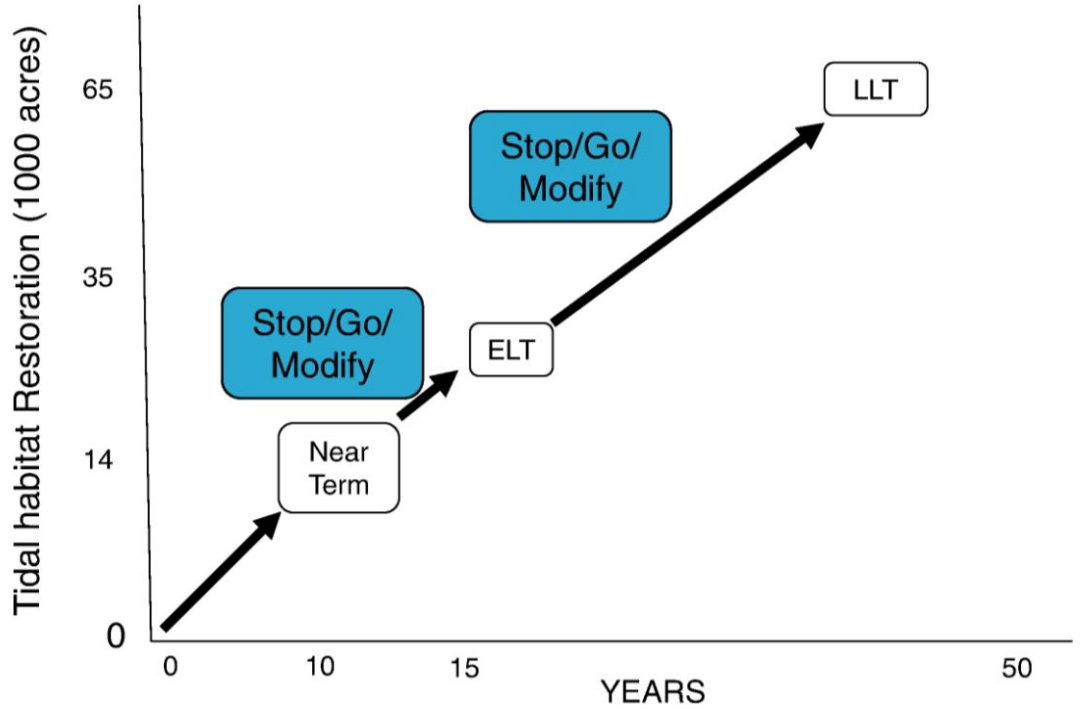 Tidal habitat Restoration (1000 acres)
65
35
14
0
LLT
Stop/Go/
Modify
Stop/Go/
Modify
ELT
Near
Term
0
10
15
50
YEARS